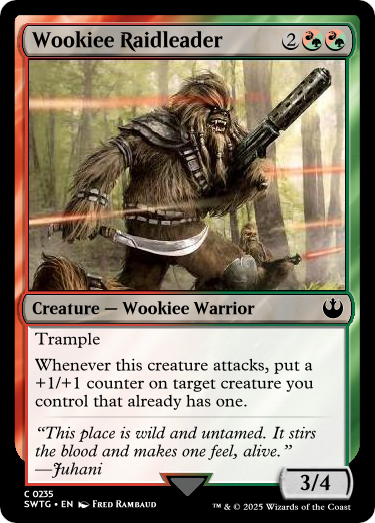 Wookiee Raidleader 2
Creature — Wookiee Warrior
Trample
Whenever this creature attacks, put a
+1/+1 counter on target creature you
control that already has one.
“This place is wild and untamed. It stirs
the blood and makes one feel, alive.”
—Juhani
3/4
C 0235
SWTG • EN Fred Rambaud
™ & © 2025 Wizards of the Coast